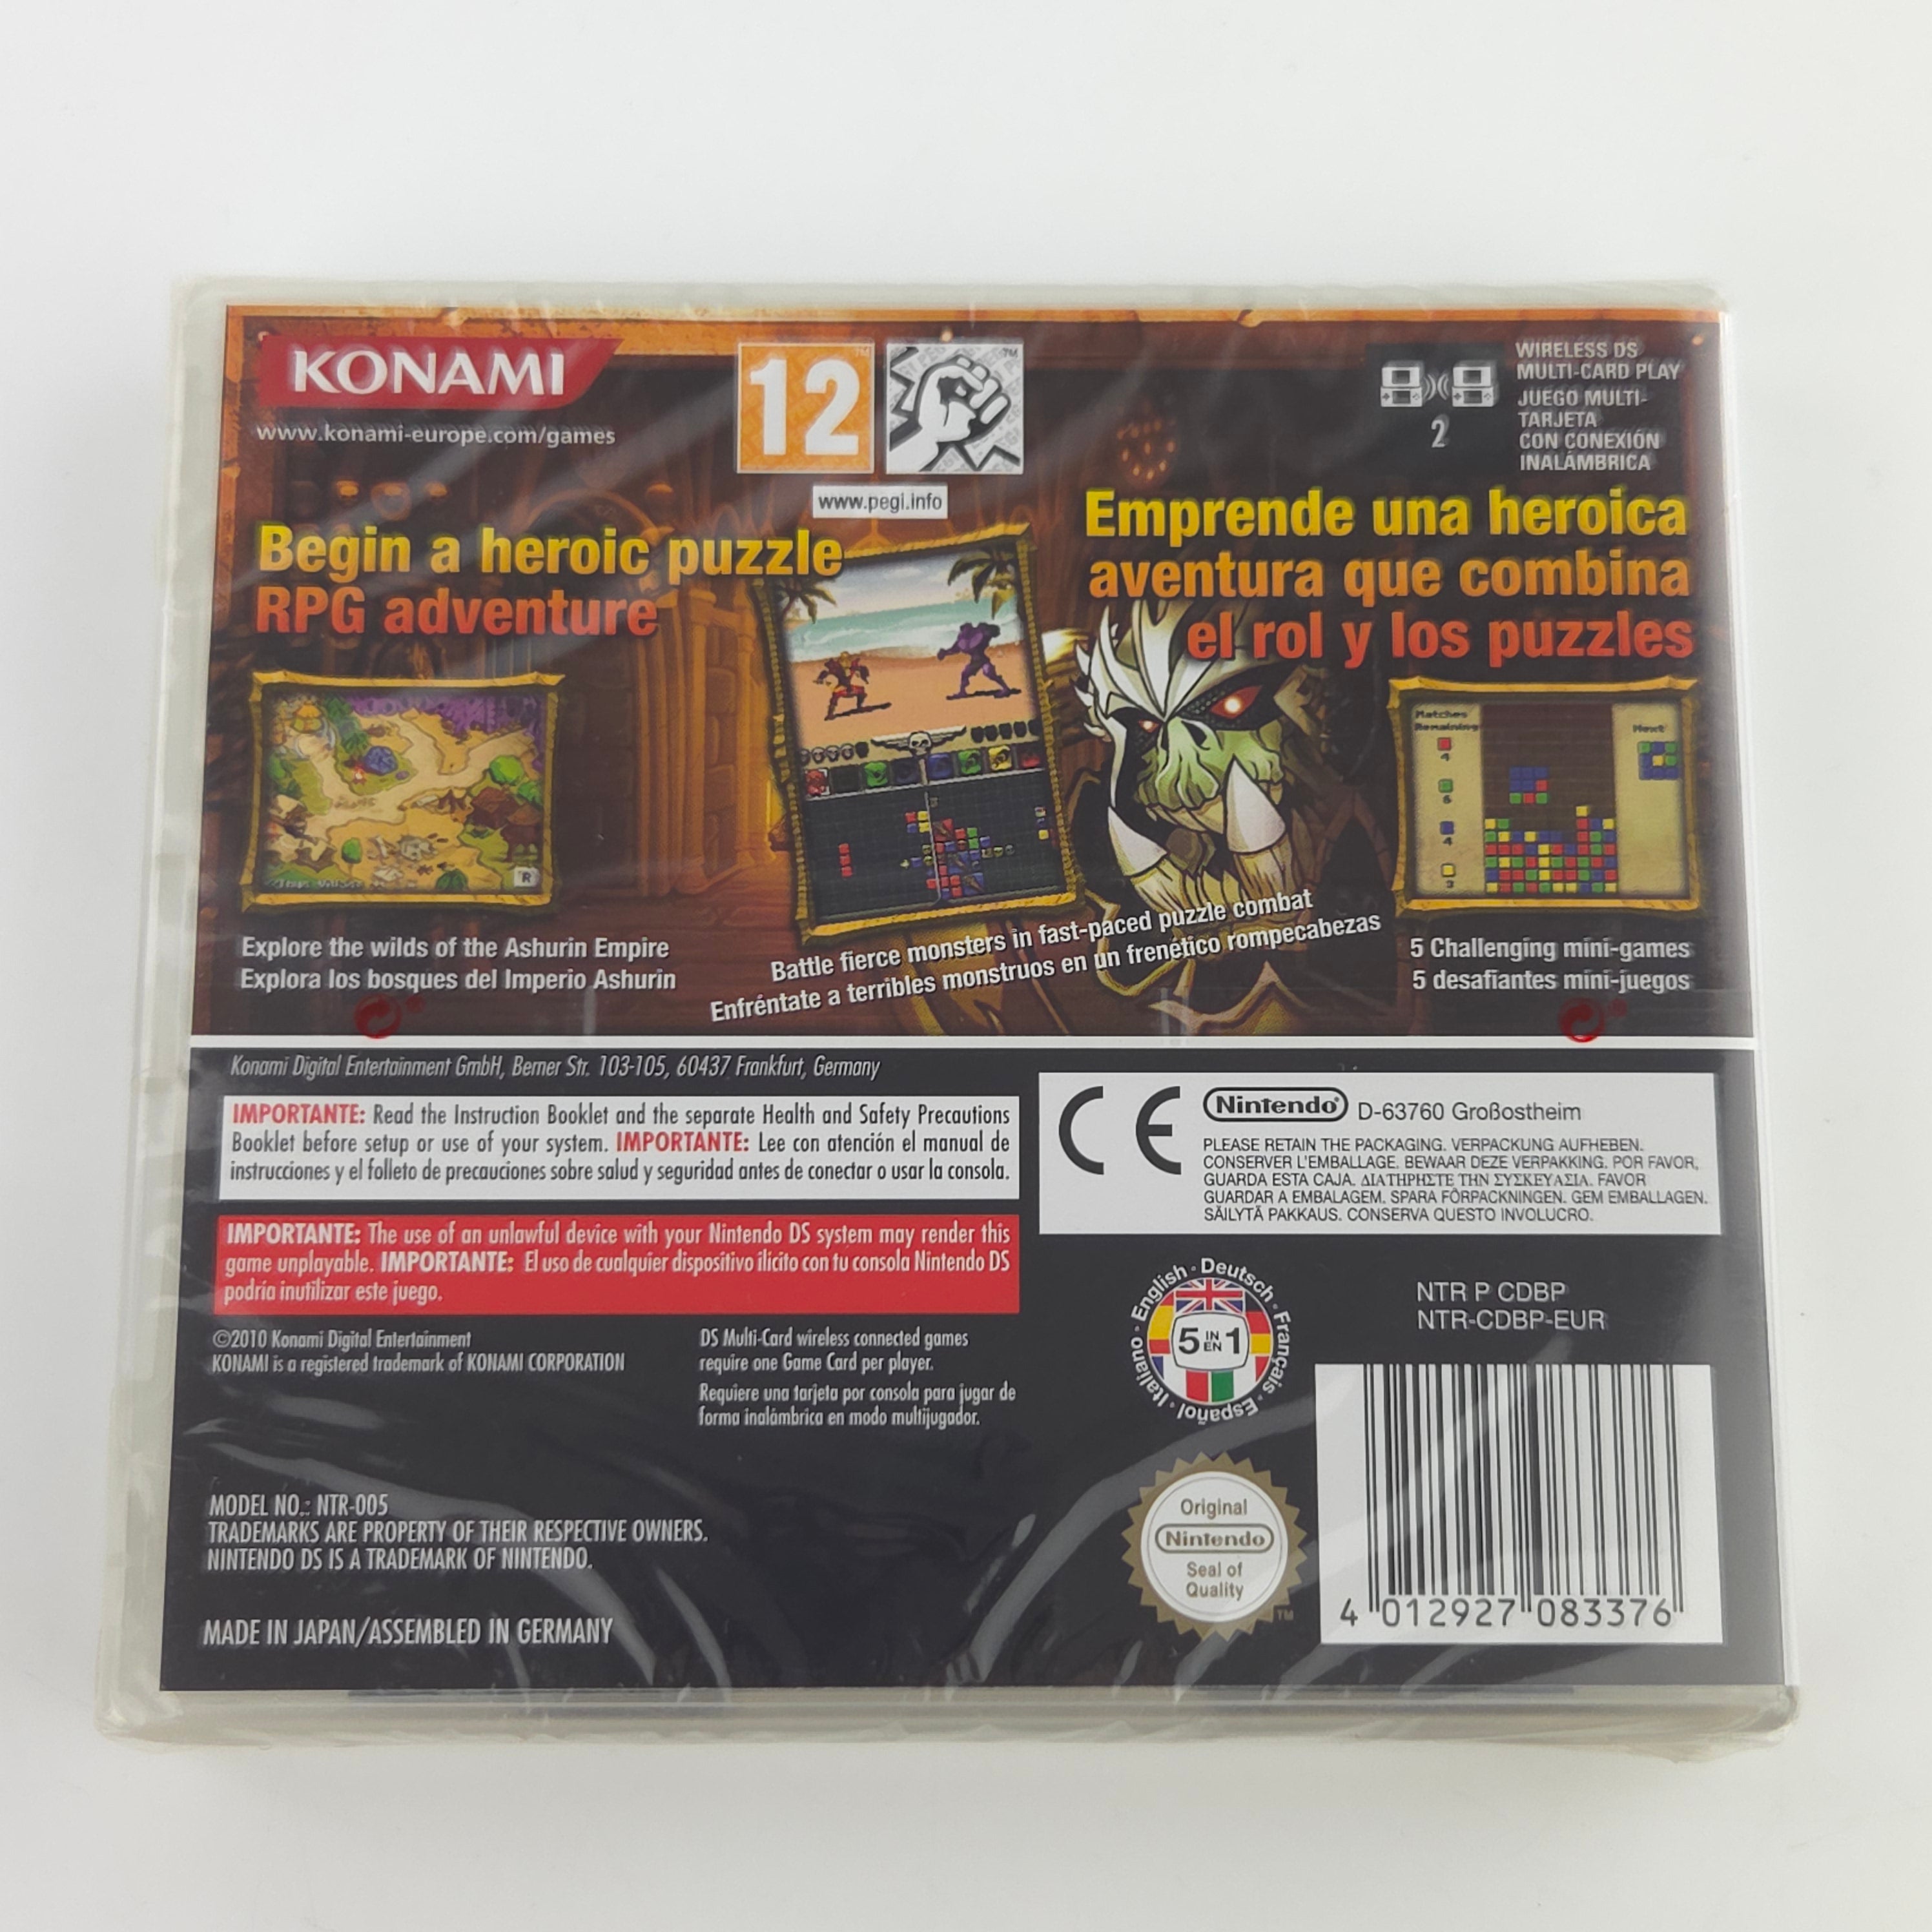 KONAMI
www.konami-europe.com/games
12
www.pegi.info
2
WIRELESS DS
MULTI-CARD PLAY
JUEGO MULTI-
TARJETA
CON CONEXIÓN
INALÁMBRICA
Begin a heroic puzzle
RPG adventure
Emprende una heroica
aventura que combina
el rol y los puzzles
R
Matches
Remaining
4
6
4
3
Next
Explore the wilds of the Ashurin Empire
Explora los bosques del Imperio Ashurin
Battle fierce monsters in fast-paced puzzle combat
Enfréntate a terribles monstruos en un frenético rompecabezas
5 Challenging mini-games
5 desafiantes mini-juegos
Konami Digital Entertainment GmbH, Berner Str. 103-105, 60437 Frankfurt, Germany
IMPORTANTE: Read the Instruction Booklet and the separate Health and Safety Precautions
Booklet before setup or use of your system. IMPORTANTE: Lee con atención el manual de
instrucciones y el folleto de precauciones sobre salud y seguridad antes de conectar o usar la consola.
IMPORTANTE: The use of an unlawful device with your Nintendo DS system may render this
game unplayable. IMPORTANTE: El uso de cualquier dispositivo ilícito con tu consola Nintendo DS
podría inutilizar este juego.
©2010 Konami Digital Entertainment
KONAMI is a registered trademark of KONAMI CORPORATION
DS Multi-Card wireless connected games
require one Game Card per player.
Requiere una tarjeta por consola para jugar de
forma inalámbrica en modo multijugador.
MODEL NO.: NTR-005
TRADEMARKS ARE PROPERTY OF THEIR RESPECTIVE OWNERS.
NINTENDO DS IS A TRADEMARK OF NINTENDO.
MADE IN JAPAN/ASSEMBLED IN GERMANY
CE
Nintendo® D-63760 Großostheim
PLEASE RETAIN THE PACKAGING. VERPACKUNG AUFHEBEN.
CONSERVER L'EMBALLAGE. BEWAAR DEZE VERPAKKING. POR FAVOR,
GUARDA ESTA CAJA. ΔΙΑΤΗΡΗΣΤΕ ΤΗΝ ΣΥΣΚΕΥΑΣΙΑ. FAVOR
GUARDAR A EMBALAGEM. SPARA FÖRPACKNINGEN. GEM EMBALLAGEN.
SÄILYTÄ PAKKAUS. CONSERVA QUESTO INVOLUCRO.
English · Deutsch · Français · Español · Italiano ·
5 IN EN 1
NTR P CDBP
NTR-CDBP-EUR
Original
Nintendo
Seal of
Quality
TM
4 012927 083376